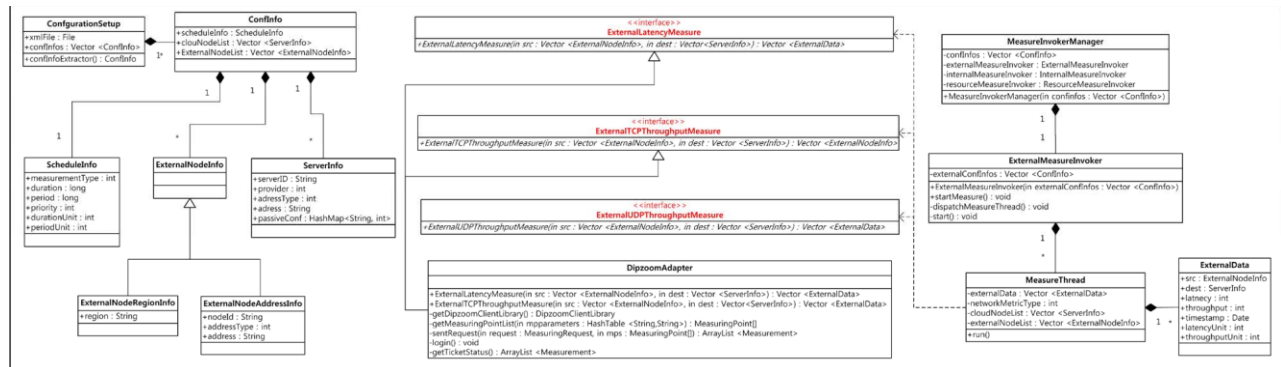 ConfgurationSetup
+xmlFile : File
+confInfos : Vector <ConfInfo>
+confInfoExtractor() : ConfInfo
1*
ConfInfo
+scheduleInfo : ScheduleInfo
+clouNodeList : Vector <ServerInfo>
+ExternalNodeList : Vector <ExternalNodeInfo>
1
1
1
1
*
*
ScheduleInfo
+measurementType : int
+duration : long
+period : long
+priority : int
+durationUnit : int
+periodUnit : int
ExternalNodeInfo
ServerInfo
+serverID : String
+provider : int
+adressType : int
+adress : String
+passiveConf : HashMap<String, int>
ExternalNodeRegionInfo
+region : String
ExternalNodeAddressInfo
+nodeId : String
+addressType : int
+address : String
<<interface>>
ExternalLatencyMeasure
+ExternalLatencyMeasure(in src : Vector <ExternalNodeInfo>, in dest : Vector<ServerInfo>) : Vector <ExternalData>
<<interface>>
ExternalTCPThroughputMeasure
+ExternalTCPThroughputMeasure(in src : Vector <ExternalNodeInfo>, in dest : Vector <ServerInfo>) : Vector <ExternalNodeInfo>
<<interface>>
ExternalUDPThroughputMeasure
+ExternalUDPThroughputMeasure(in src : Vector <ExternalNodeInfo>, in dest : Vector <ServerInfo>) : Vector <ExternalData>
DipzoomAdapter
+ExternalLatencyMeasure(in src : Vector <ExternalNodeInfo>, in dest : Vector <ServerInfo>) : Vector <ExternalData>
+ExternalTCPThroughputMeasure(in src : Vector <ExternalNodeInfo>, in dest : Vector<ServerInfo>) : Vector <ExternalData>
-getDipzoomClientLibrary() : DipzoomClientLibrary
-getMeasuringPointList(in mpparameters : HashTable <String,String>) : MeasuringPoint[]
-sentRequest(in request : MeasuringRequest, in mps : MeasuringPoint[]) : ArrayList <Measurement>
-login() : void
-getTicketStatus() : ArrayList <Measurement>
MeasureInvokerManager
-confinfos : Vector <ConfInfo>
-externalMeasureInvoker : ExternalMeasureInvoker
-internalMeasureInvoker : InternalMeasureInvoker
-resourceMeasureInvoker : ResourceMeasureInvoker
+MeasureInvokerManager(in confinfos : Vector <ConfInfo>)
1
1
ExternalMeasureInvoker
-externalConfInfos : Vector <ConfInfo>
+ExternalMeasureInvoker(in externalConfInfos : Vector <ConfInfo>)
+startMeasure() : void
-dispatchMeasureThread() : void
-start() : void
1
*
MeasureThread
-externalData : Vector <ExternalData>
-networkMetricType : int
-cloudNodeList : Vector <ServerInfo>
-externalNodeList : Vector <ExternalNodeInfo>
+run()
1
*
ExternalData
+src : ExternalNodeInfo
+dest : ServerInfo
+latnecy : int
+throughput : int
+timestamp : Date
+latencyUnit : int
+throughputUnit : int